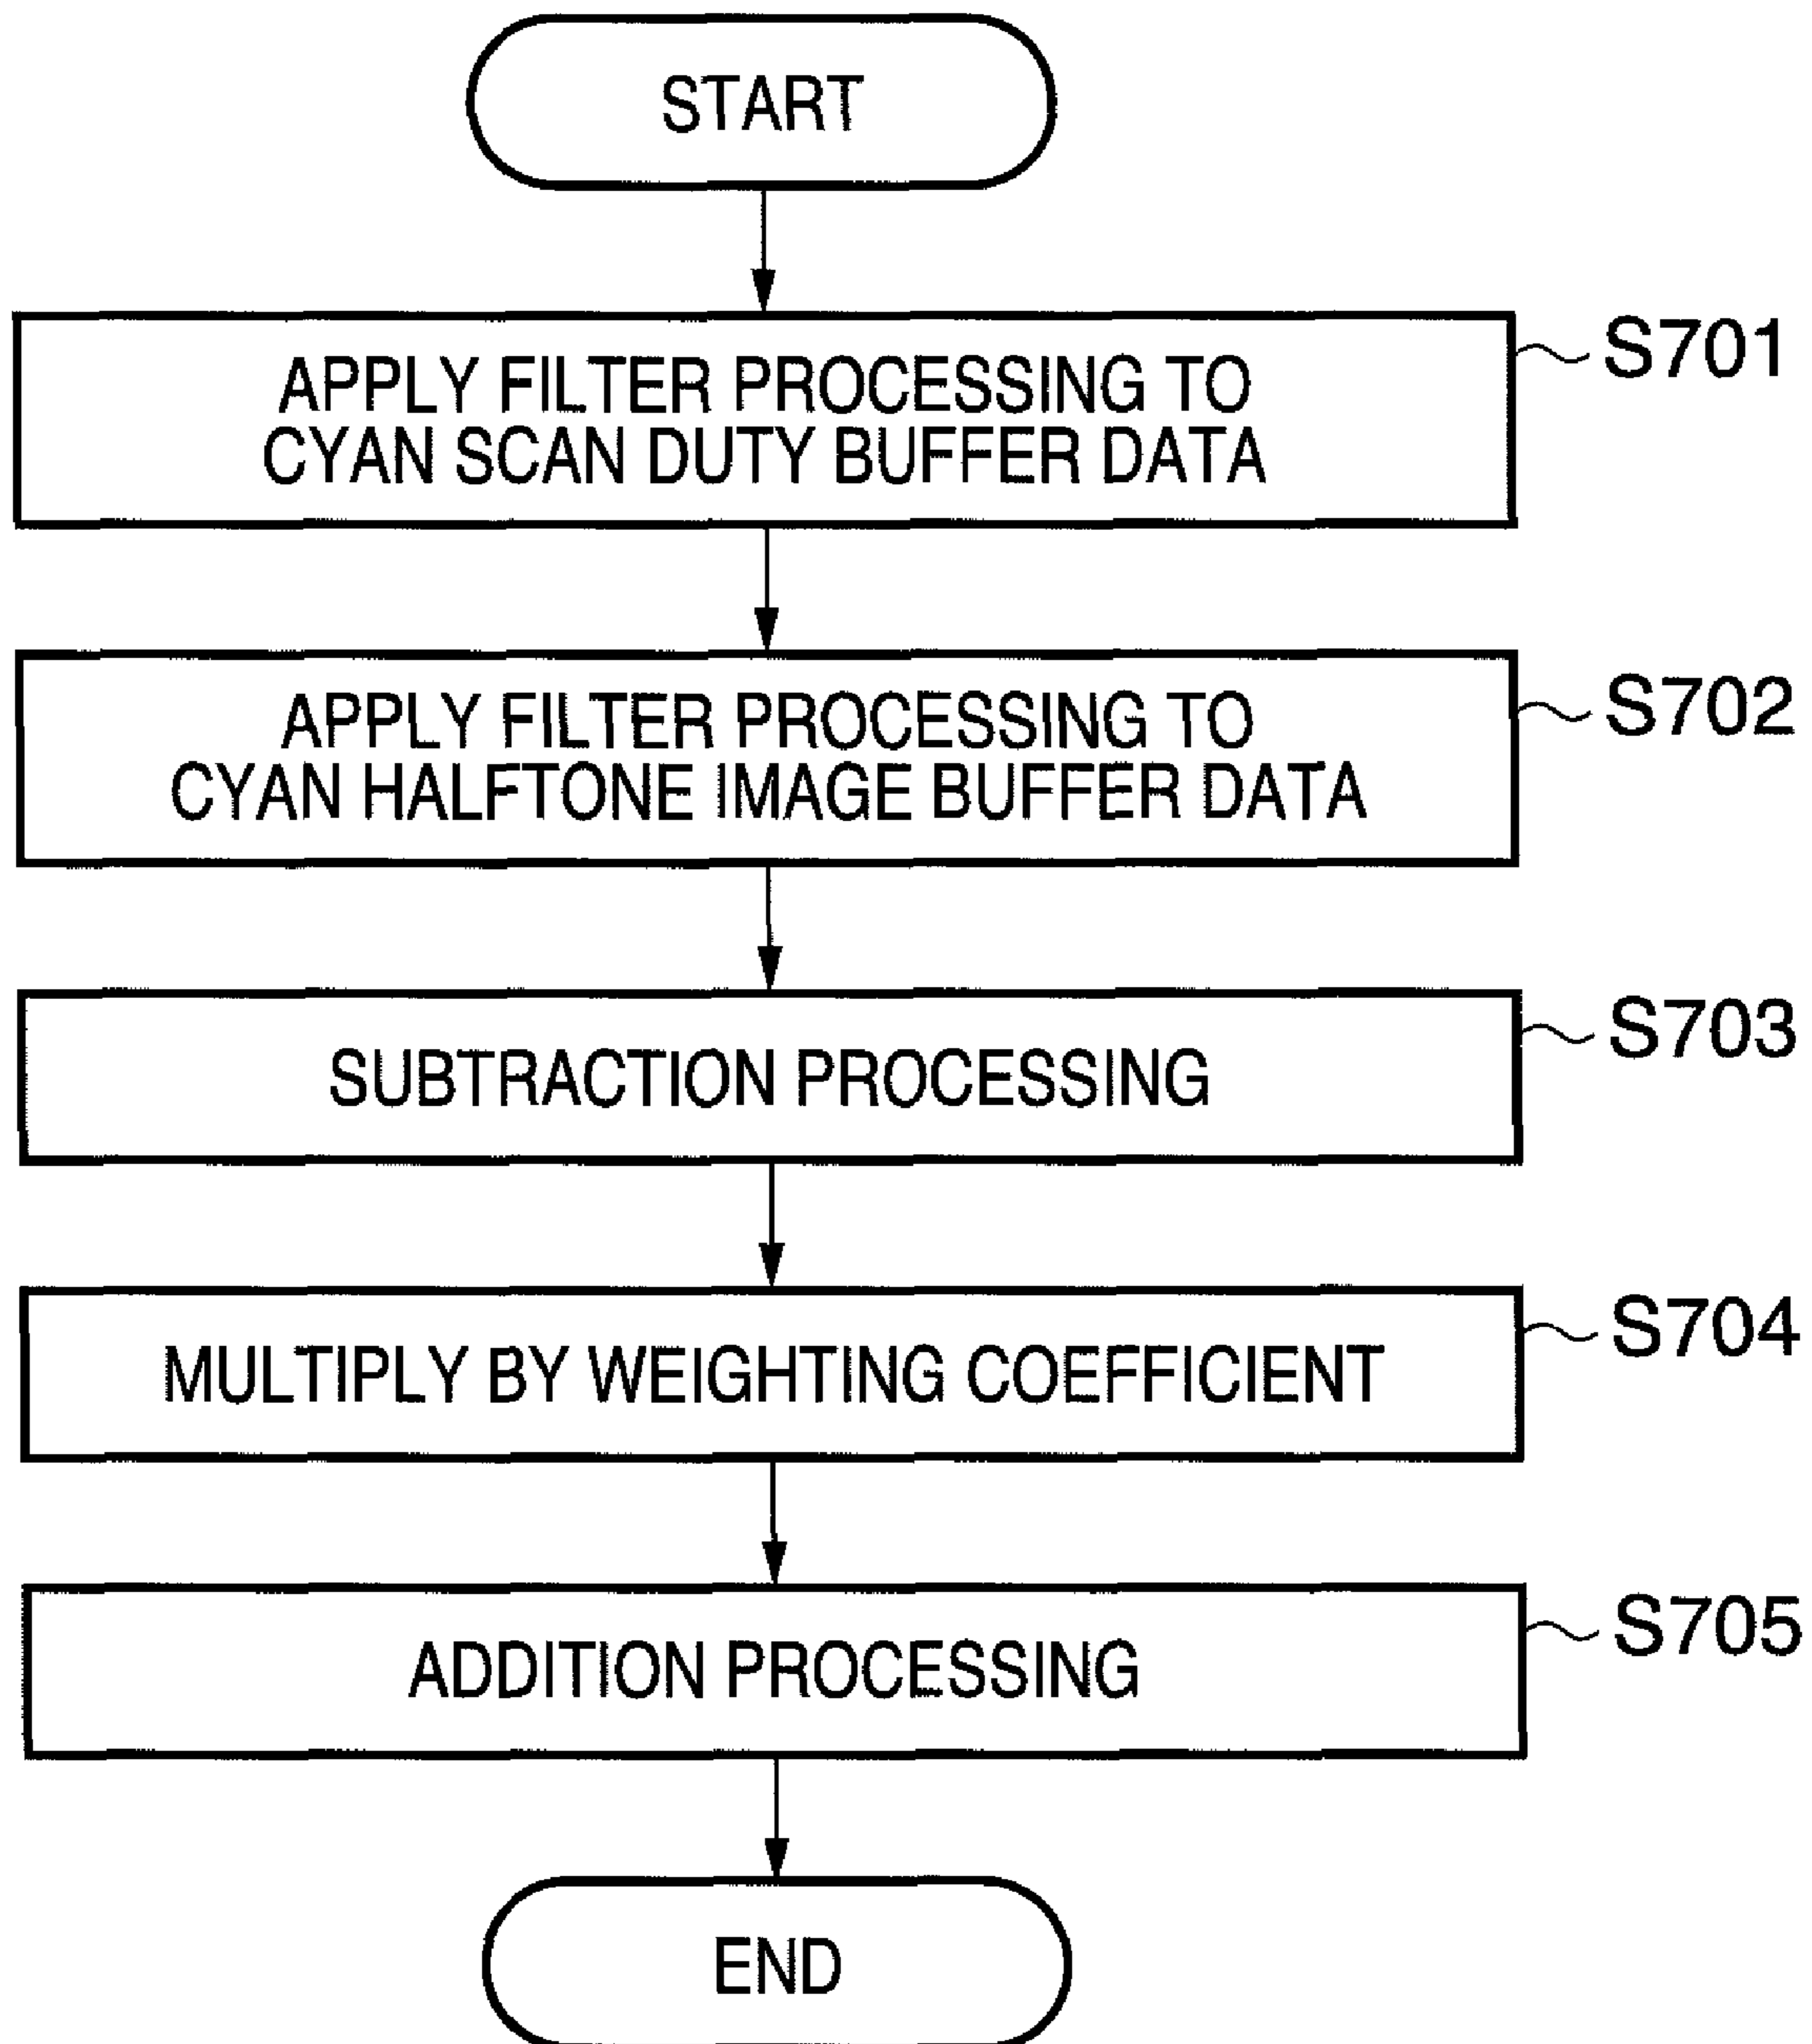 START
APPLY FILTER PROCESSING TO
CYAN SCAN DUTY BUFFER DATA
S701
APPLY FILTER PROCESSING TO
CYAN HALFTONE IMAGE BUFFER DATA
S702
SUBTRACTION PROCESSING
S703
MULTIPLY BY WEIGHTING COEFFICIENT
S704
ADDITION PROCESSING
S705
END